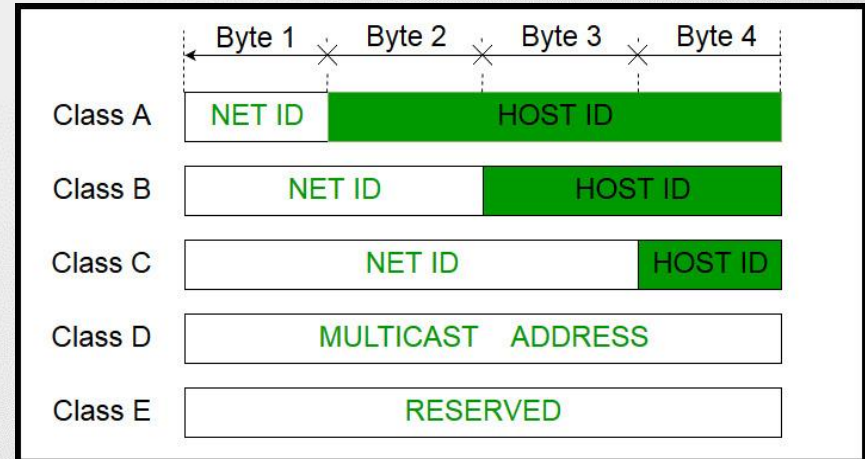 Byte 1 Byte 2 Byte 3 Byte 4
Class A NET ID HOST ID
Class B NET ID HOST ID
Class C NET ID HOST ID
Class D MULTICAST ADDRESS
Class E RESERVED